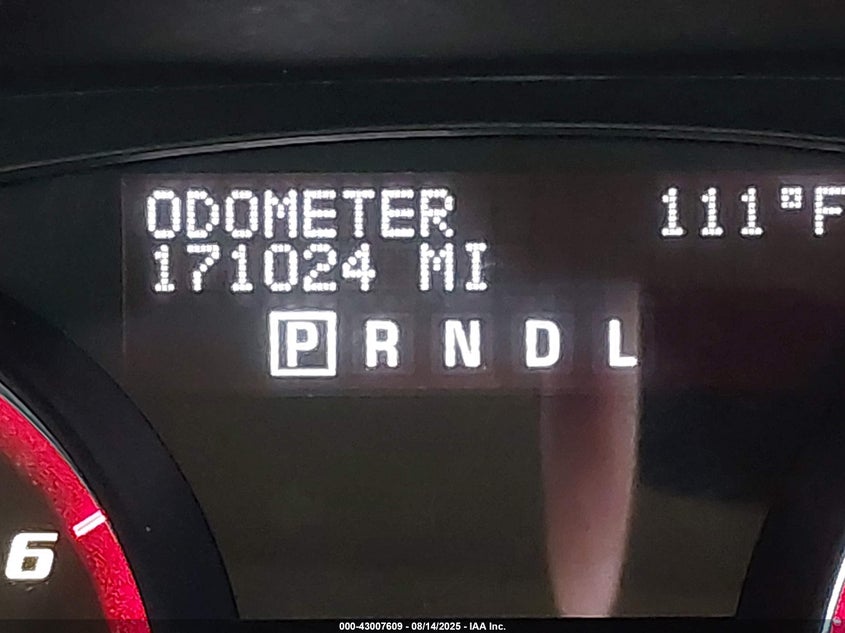 ODOMETER 111°F
171024 MI
P R N D L
6
000-43007609 - 08/14/2025 - IAA Inc.